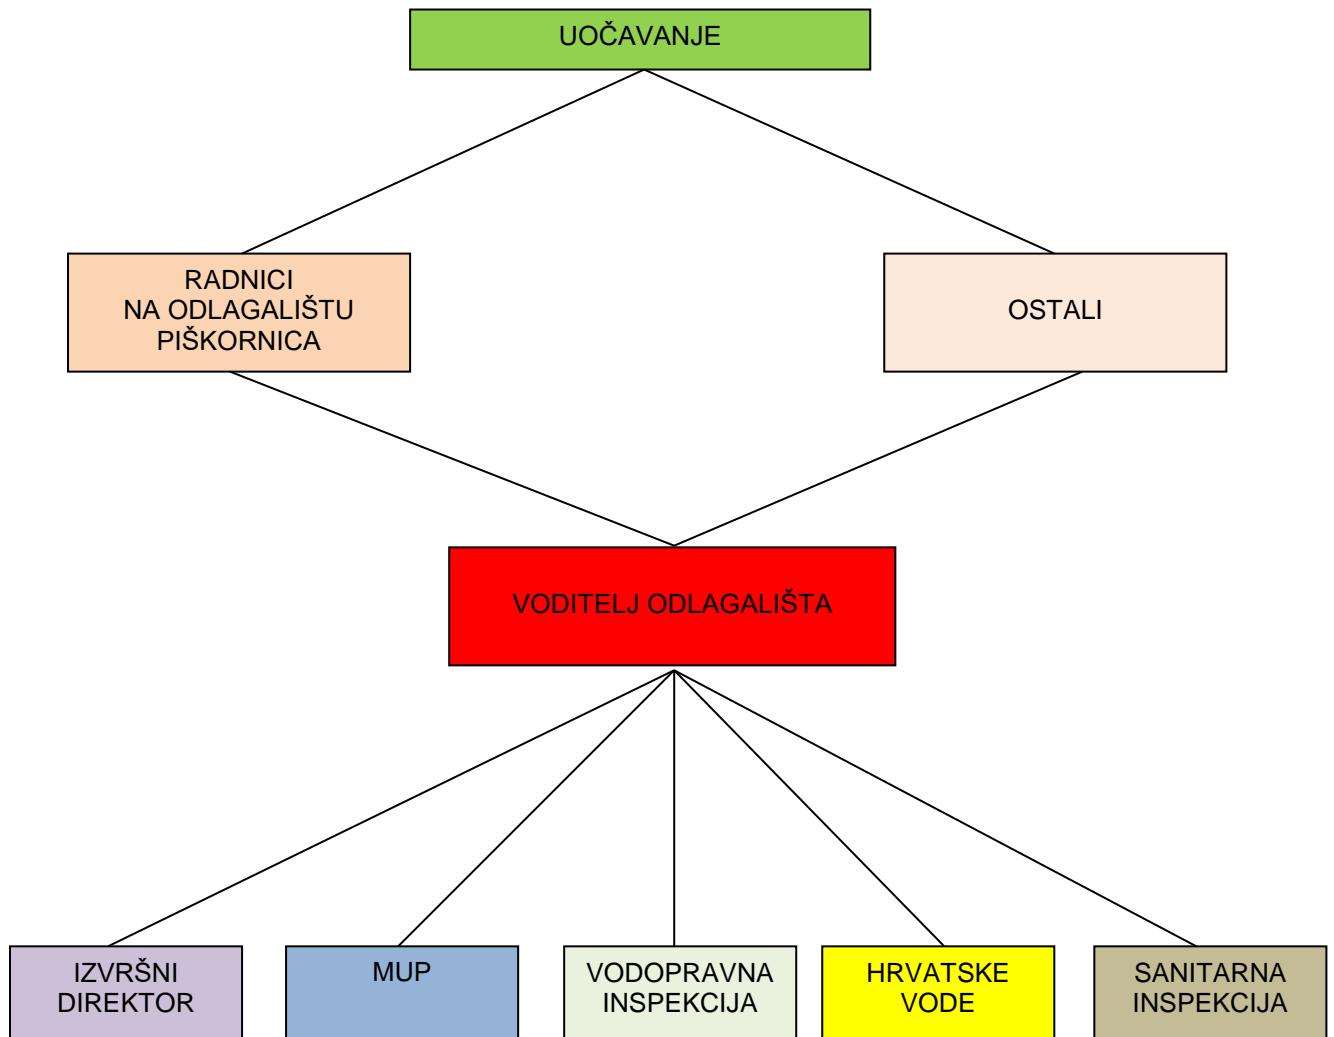 UOČAVANJE
RADNICI
NA ODLAGALIŠTU
PIŠKORNICA
OSTALI
VODITELJ ODLAGALIŠTA
IZVRŠNI
DIREKTOR
MUP
VODOPRAVNA
INSPEKCIJA
HRVATSKE
VODE
SANITARNA
INSPEKCIJA